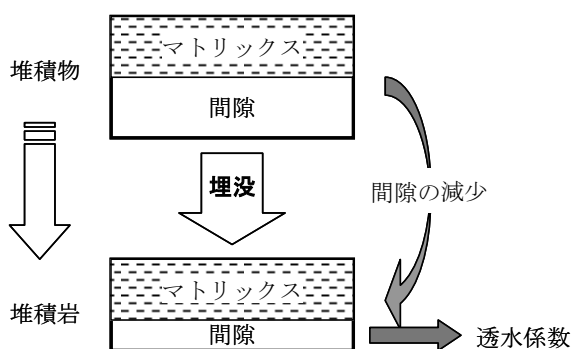 マトリックス
堆積物
間隙
埋没
間隙の減少
マトリックス
堆積岩
間隙
透水係数